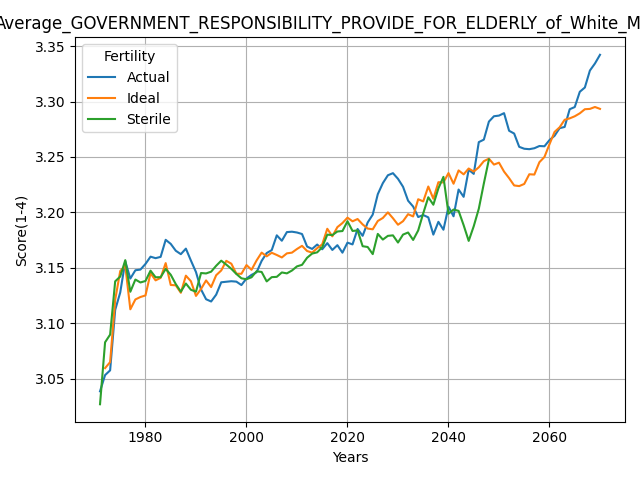 Average_GOVERNMENT_RESPONSIBILITY_PROVIDE_FOR_ELDERLY_of_White_M
3.35
3.30
3.25
3.20
3.15
3.10
3.05
Score(1-4)
Fertility
Actual
Ideal
Sterile
1980 2000 2020 2040 2060
Years